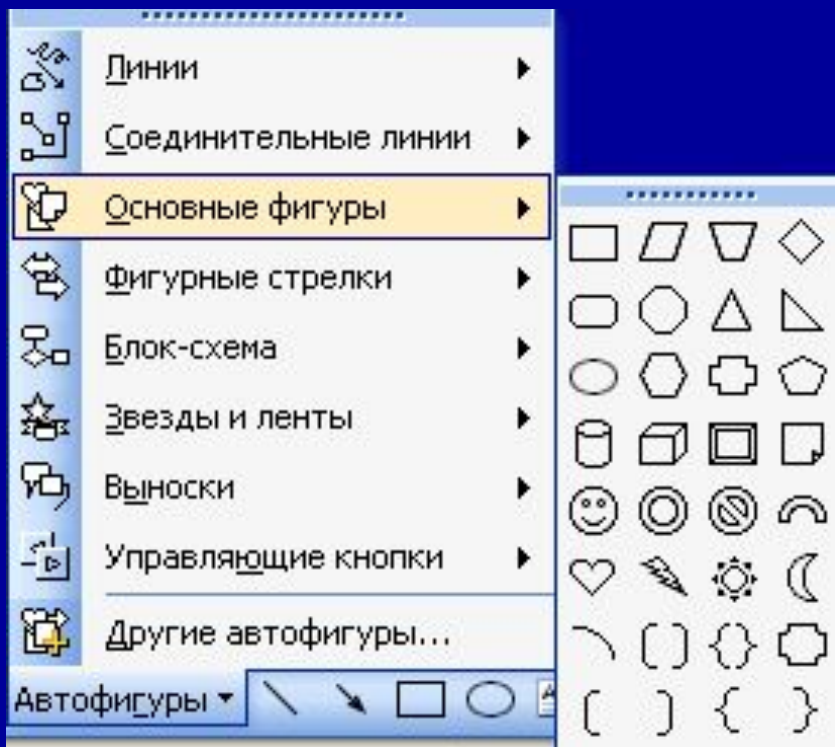 Линии
Соединительные линии
Основные фигуры
Фигурные стрелки
Блок-схема
Звезды и ленты
Выноски
Управляющие кнопки
Другие автофигуры...
Автофигуры